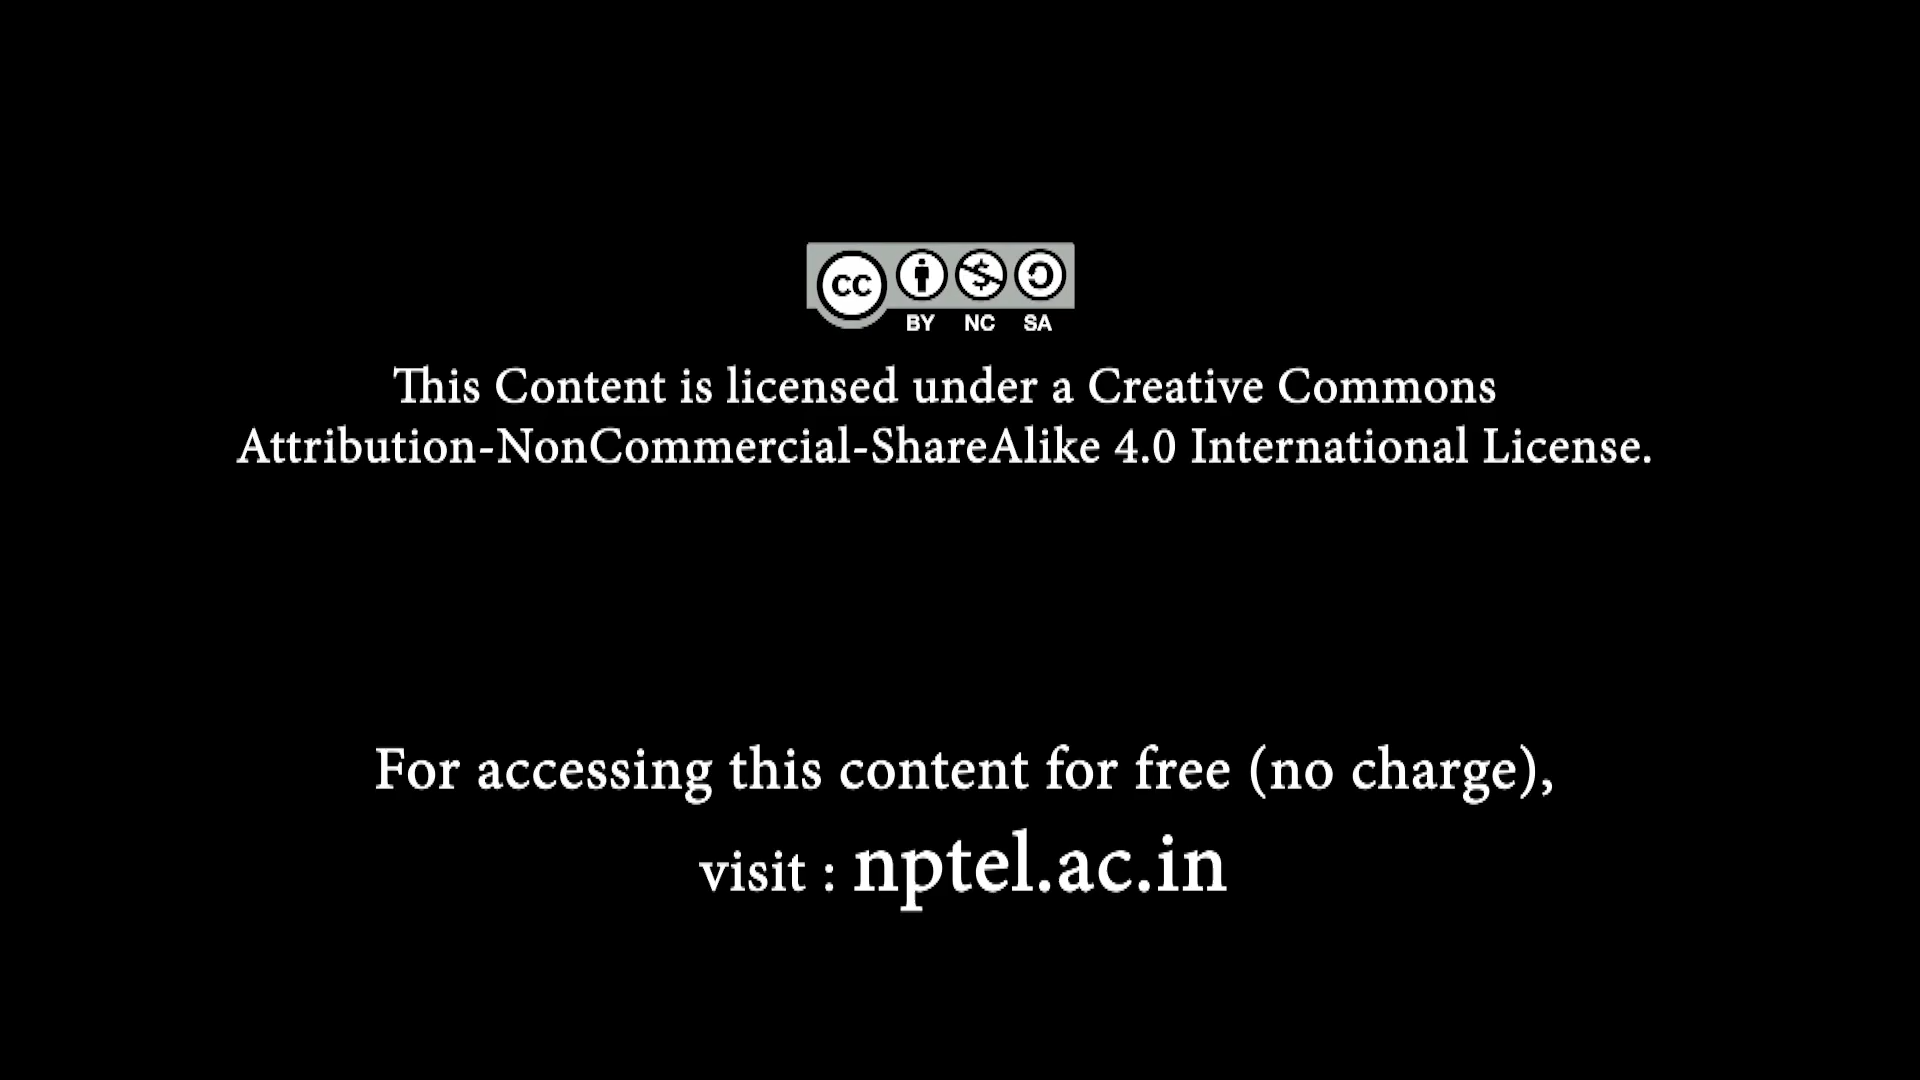 cc
BY NC SA
This Content is licensed under a Creative Commons
Attribution-NonCommercial-ShareAlike 4.0 International License.
For accessing this content for free (no charge),
visit : nptel.ac.in